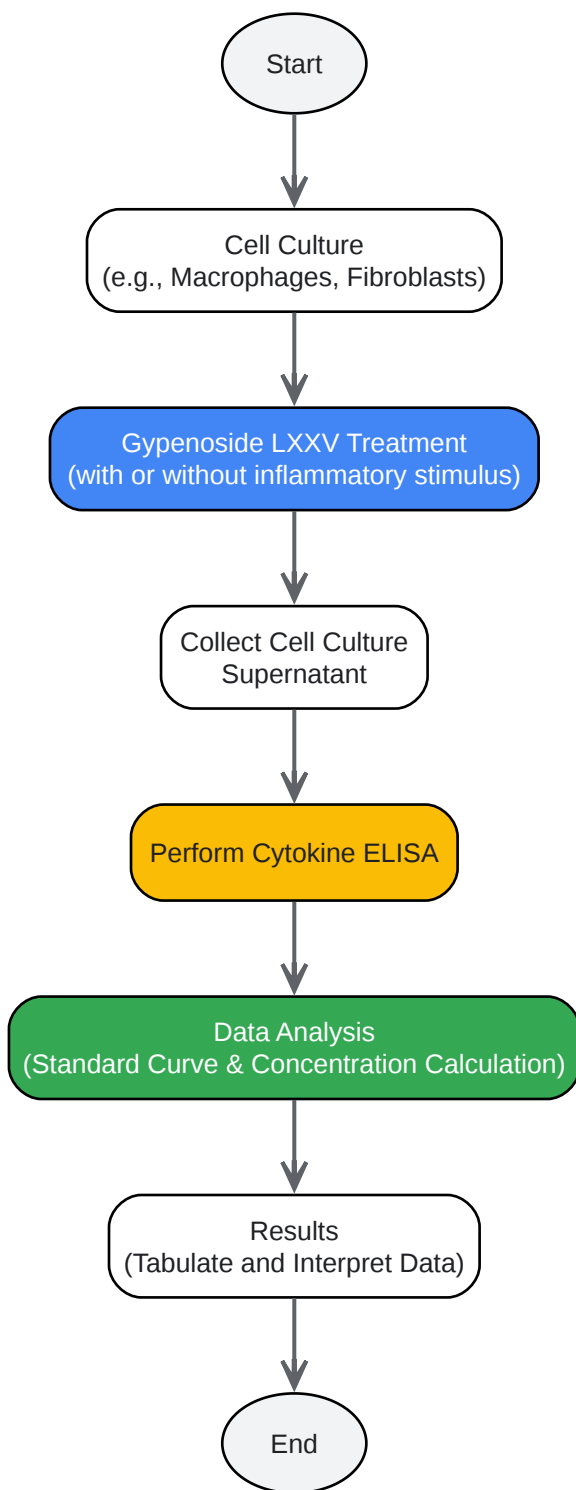 Start
Cell Culture
(e.g., Macrophages, Fibroblasts)
Gypenoside LXXV Treatment
(with or without inflammatory stimulus)
Collect Cell Culture
Supernatant
Perform Cytokine ELISA
Data Analysis
(Standard Curve & Concentration Calculation)
Results
(Tabulate and Interpret Data)
End